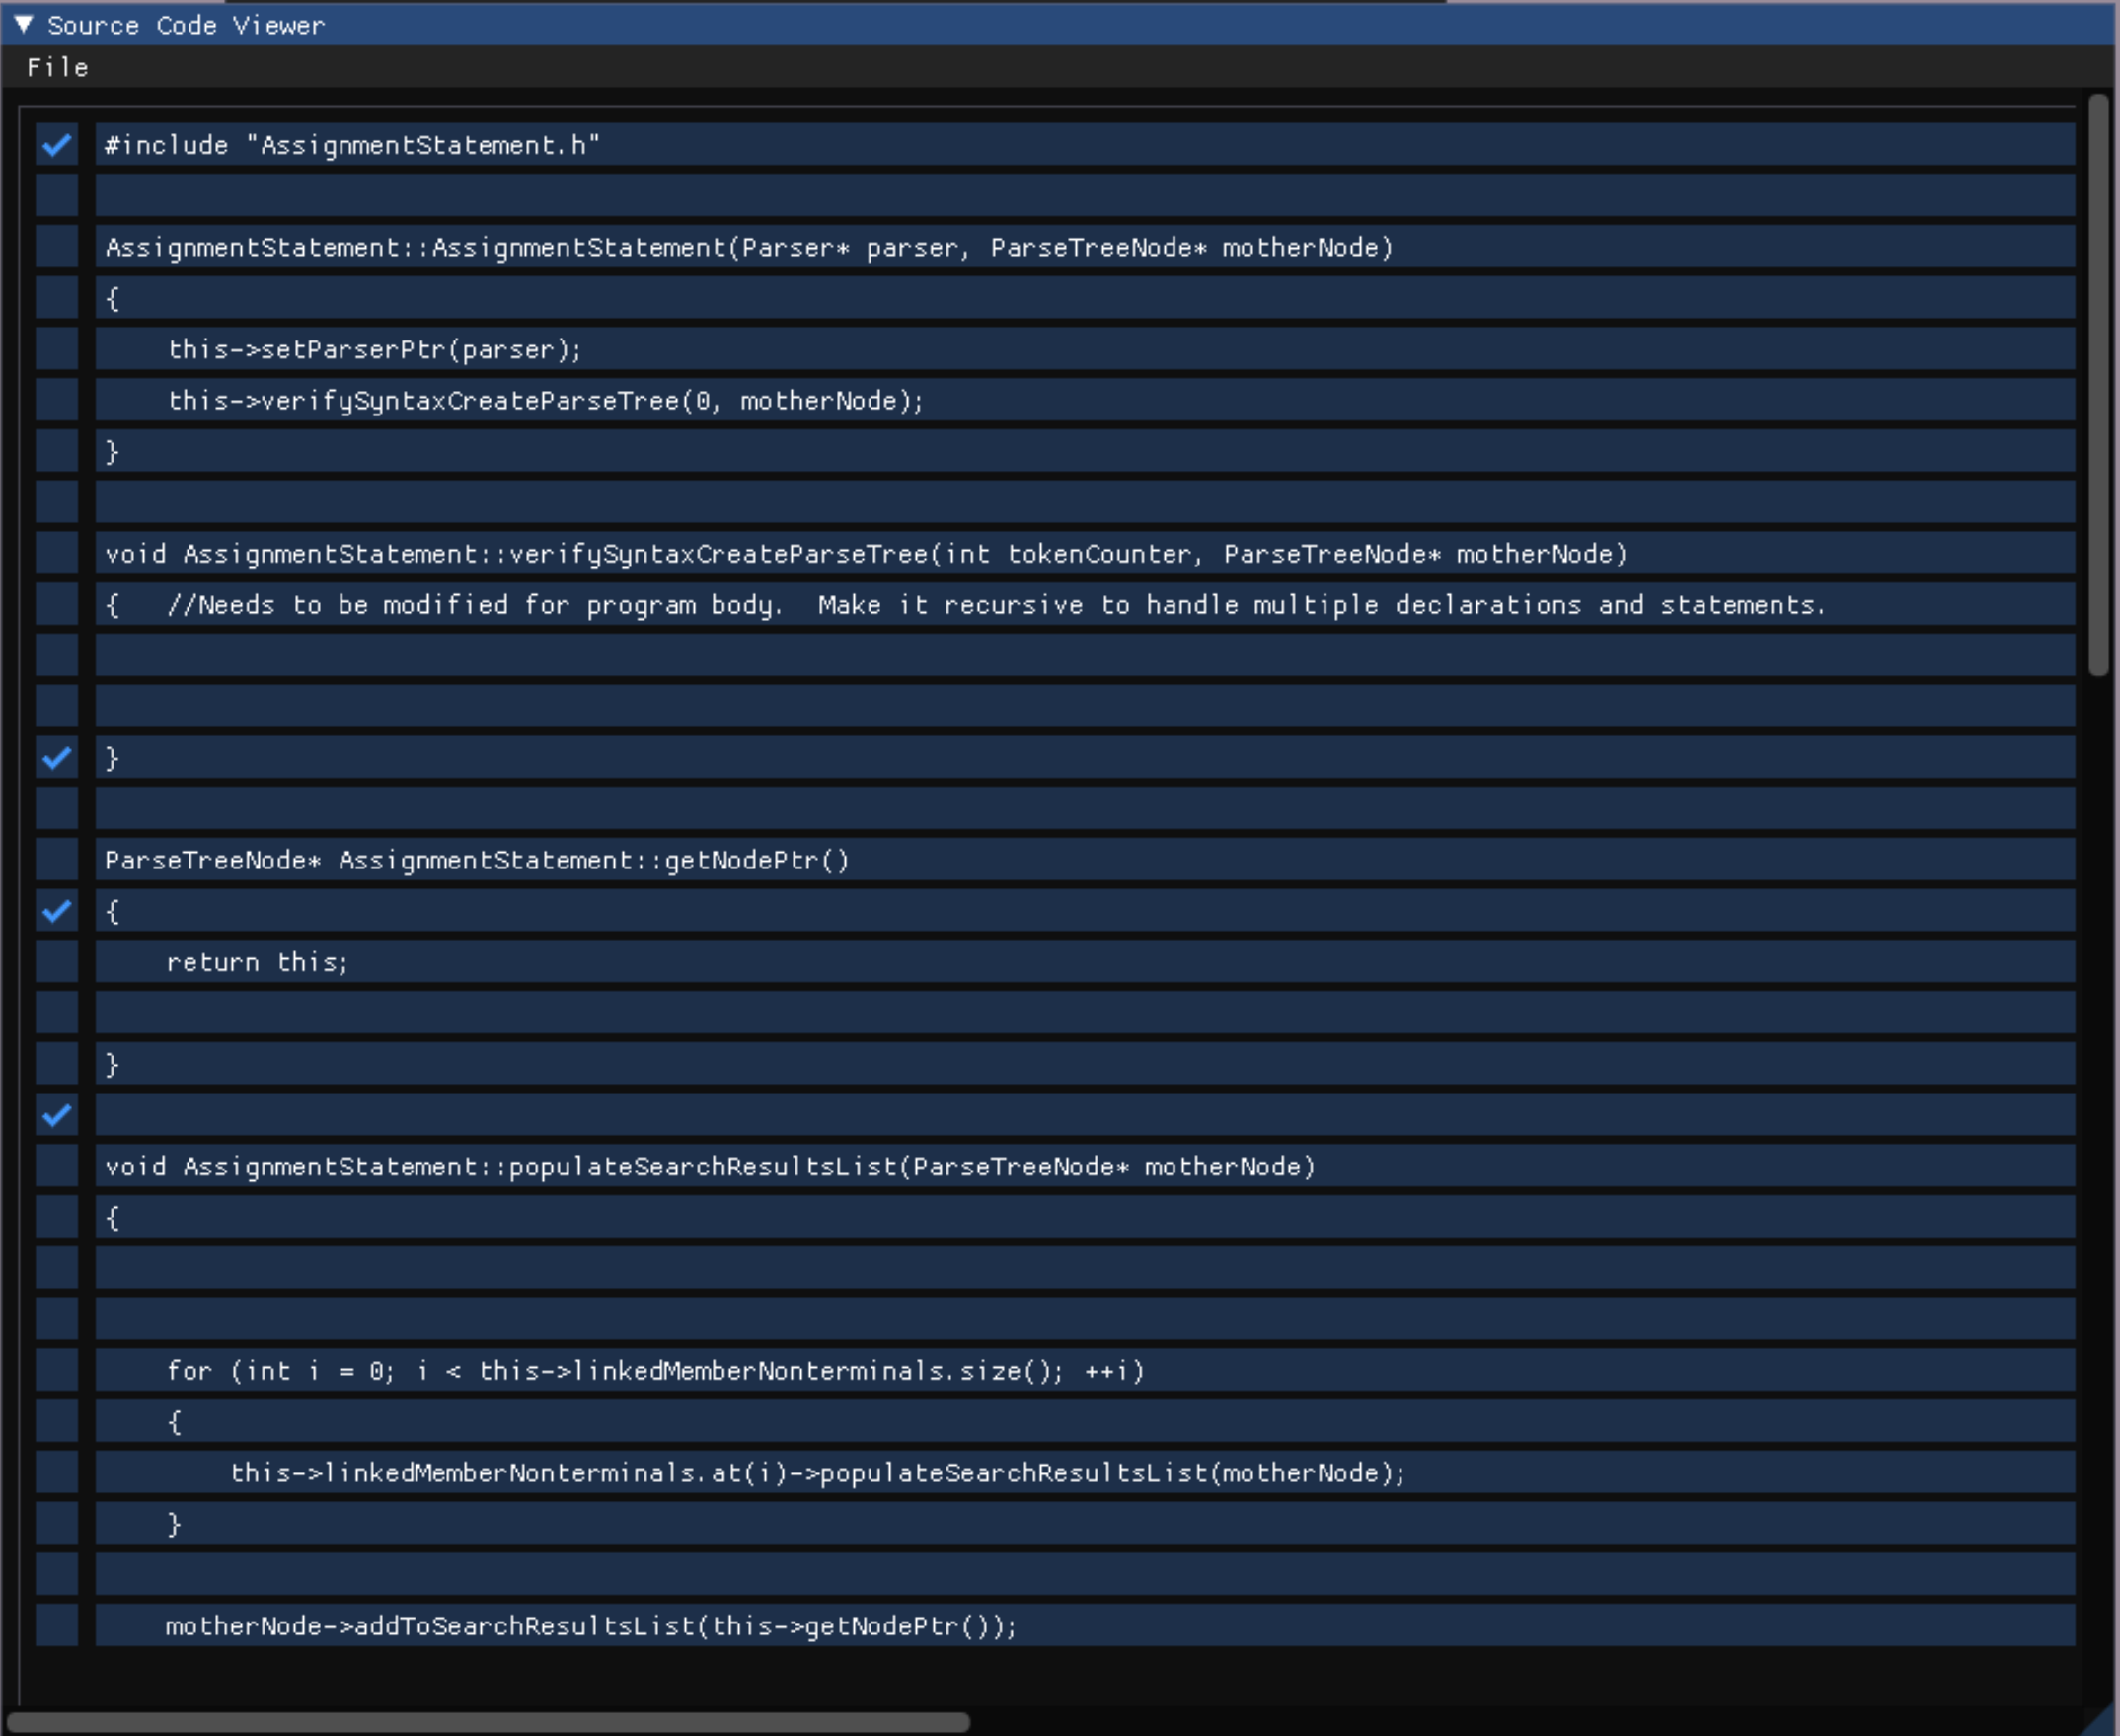 Source Code Viewer
File
#include "AssignmentStatement.h"
AssignmentStatement::AssignmentStatement(Parser* parser, ParseTreeNode* motherNode)
{
    this->setParserPtr(parser);
    this->verifySyntaxCreateParseTree(0, motherNode);
}
void AssignmentStatement::verifySyntaxCreateParseTree(int tokenCounter, ParseTreeNode* motherNode)
{   //Needs to be modified for program body.  Make it recursive to handle multiple declarations and statements.
}
ParseTreeNode* AssignmentStatement::getNodePtr()
{
    return this;
}
void AssignmentStatement::populateSearchResultsList(ParseTreeNode* motherNode)
{
    for (int i = 0; i < this->linkedMemberNonterminals.size(); ++i)
    {
        this->linkedMemberNonterminals.at(i)->populateSearchResultsList(motherNode);
    }
    motherNode->addToSearchResultsList(this->getNodePtr());